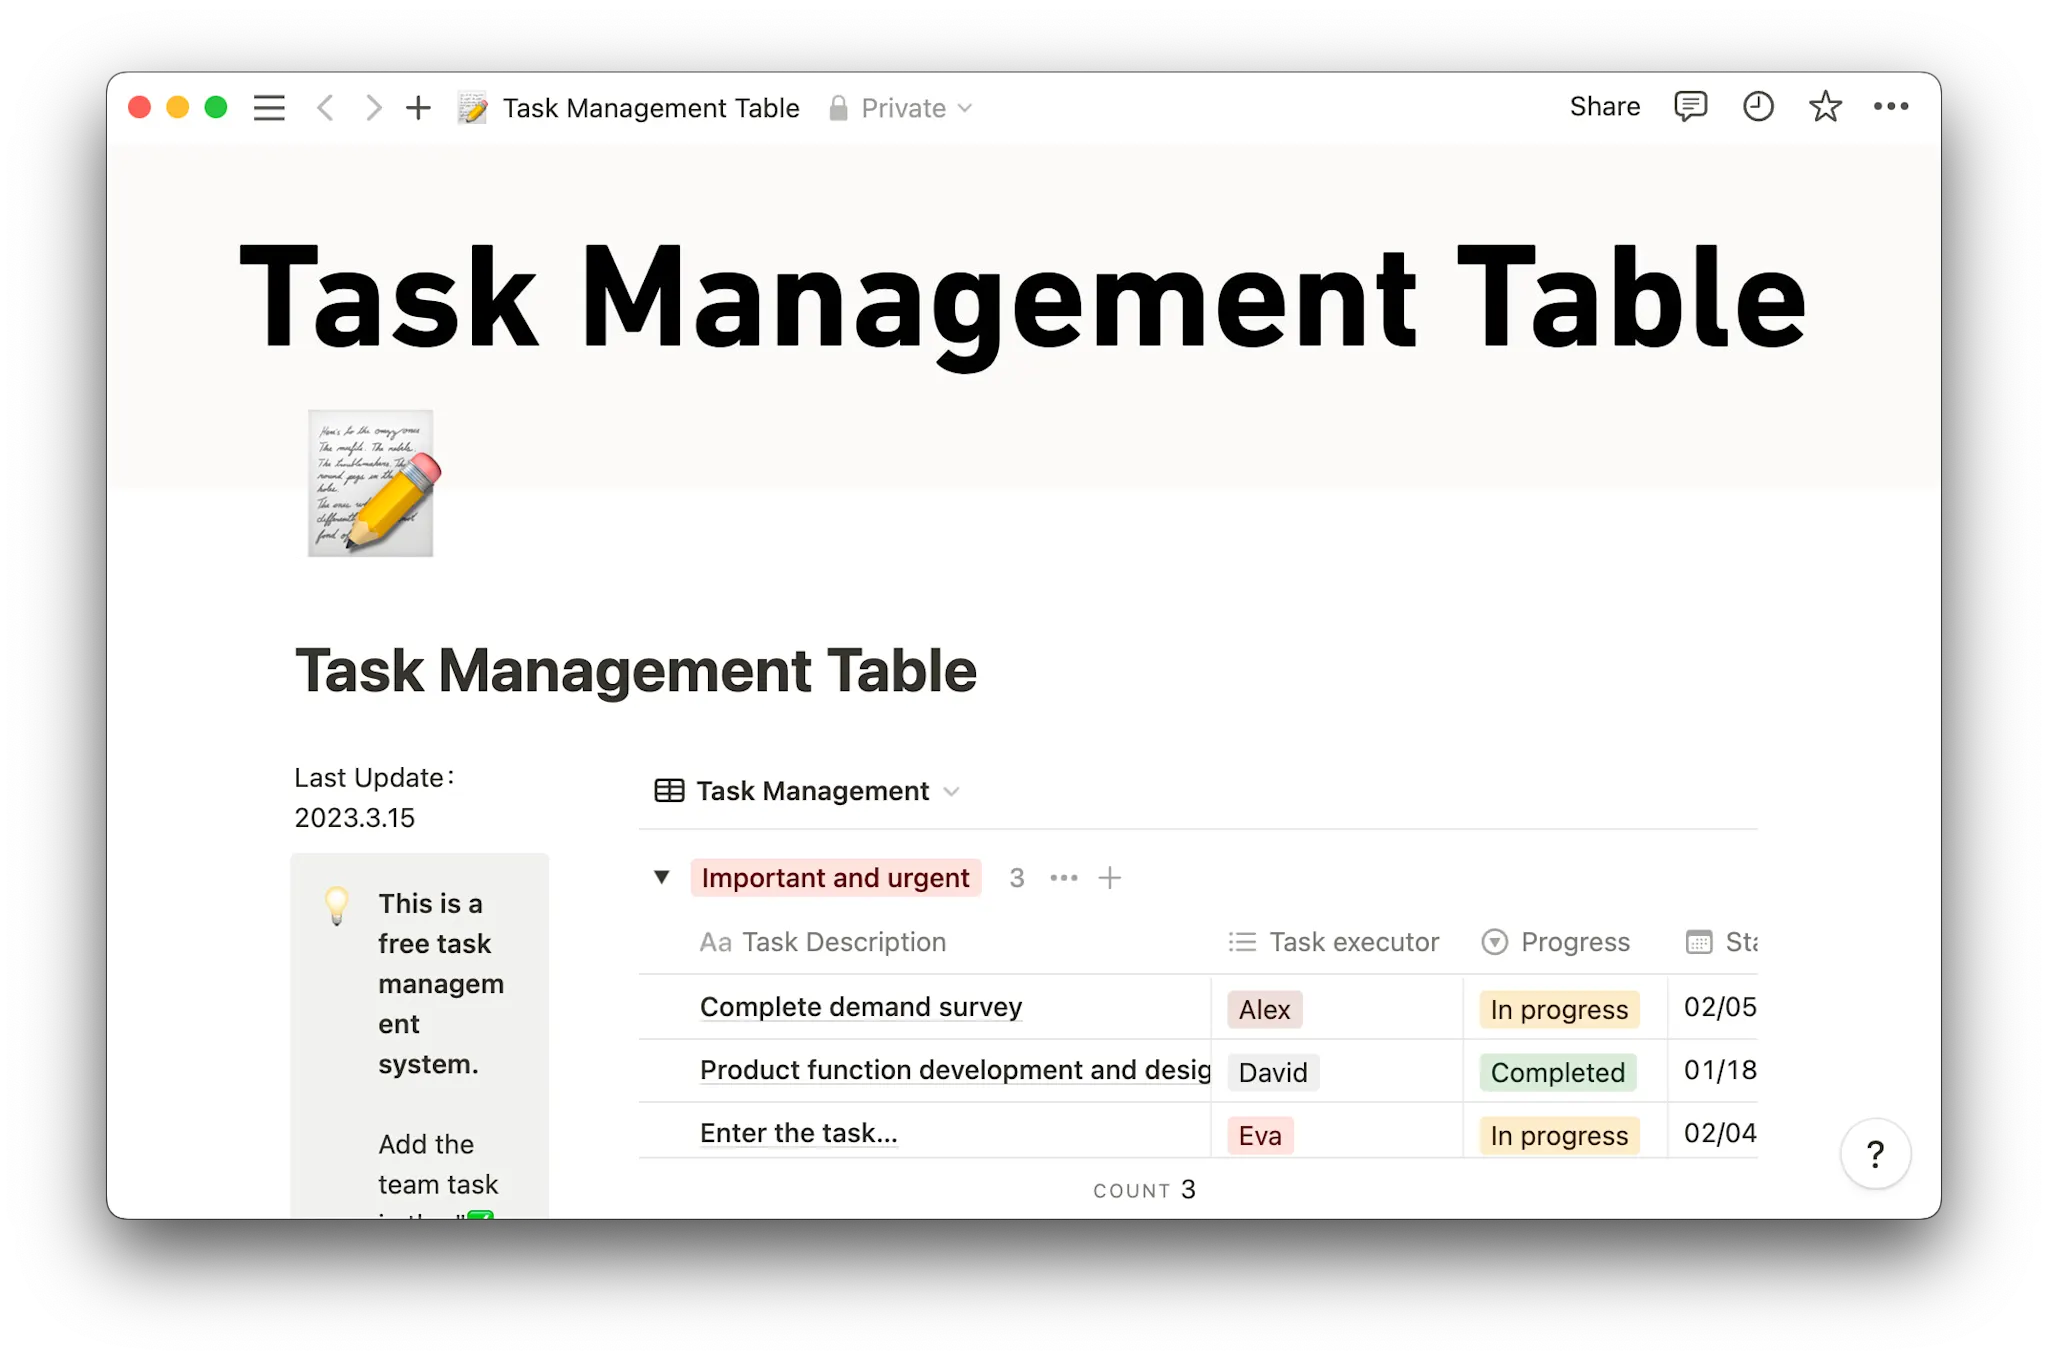 Task Management Table Private Share
Task Management Table
Task Management Table
Last Update:
2023.3.15
This is a
free task
managem
ent
system.
Add the
team task
Task Management
Important and urgent 3
Aa Task Description Task executor Progress Sta
Complete demand survey Alex In progress 02/05
Product function development and desig David Completed 01/18
Enter the task... Eva In progress 02/04
COUNT 3
?